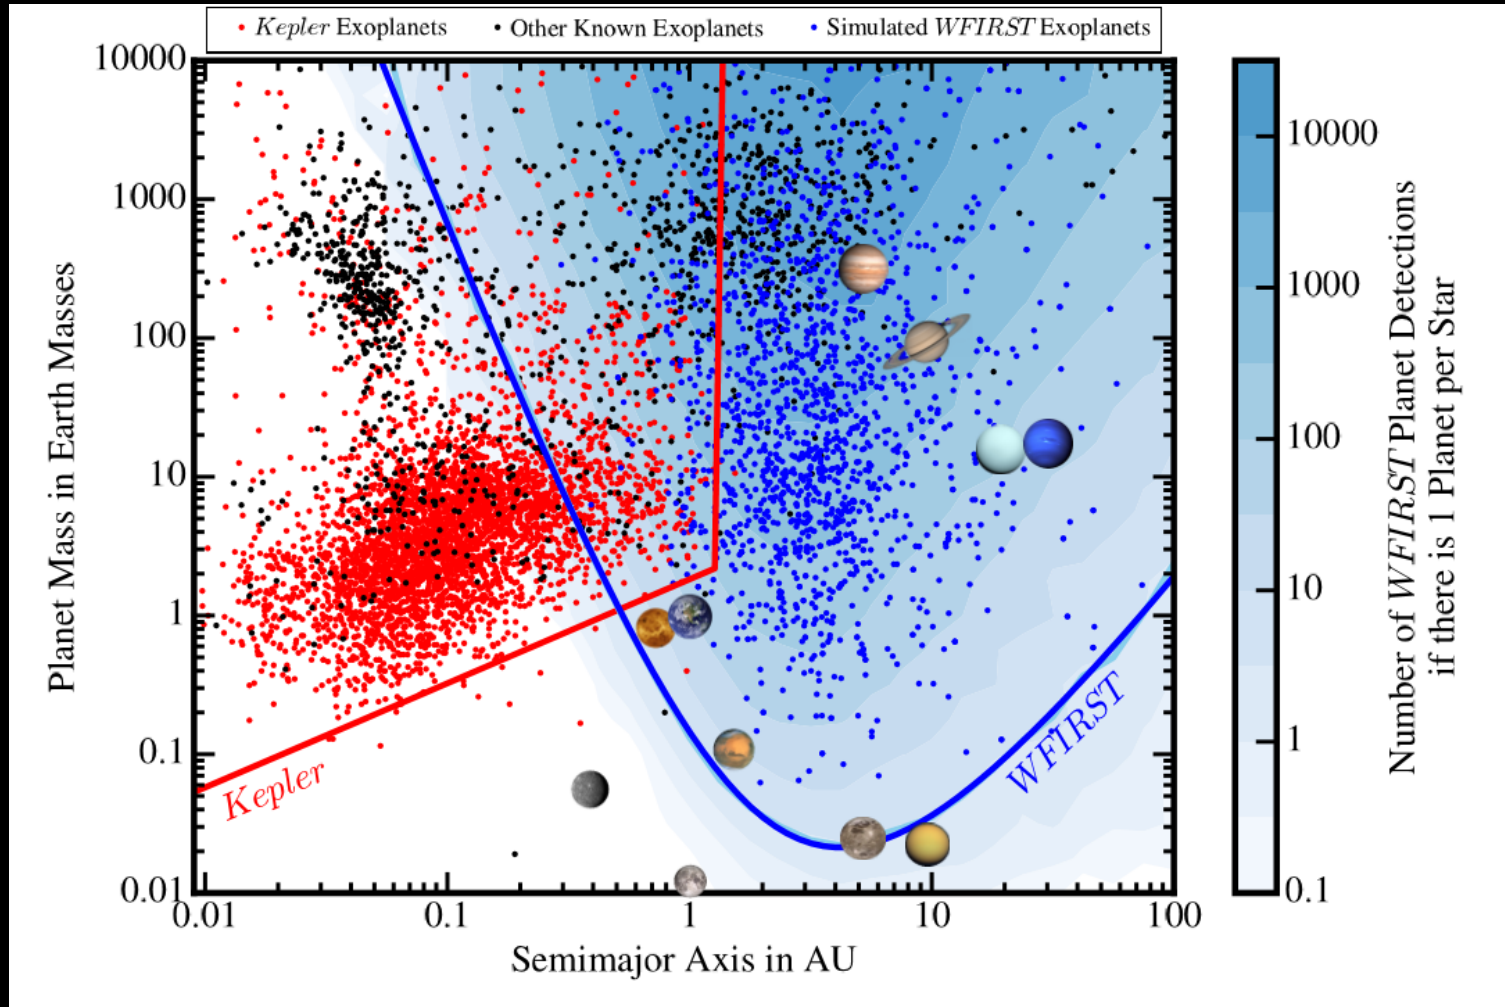 Kepler Exoplanets
Other Known Exoplanets
Simulated WFIRST Exoplanets
10000
1000
100
10
1
0.1
0.01
Planet Mass in Earth Masses
Kepler
WFIRST
0.01
0.1
1
10
100
Semimajor Axis in AU
10000
1000
100
10
1
0.1
Number of WFIRST Planet Detections
if there is 1 Planet per Star